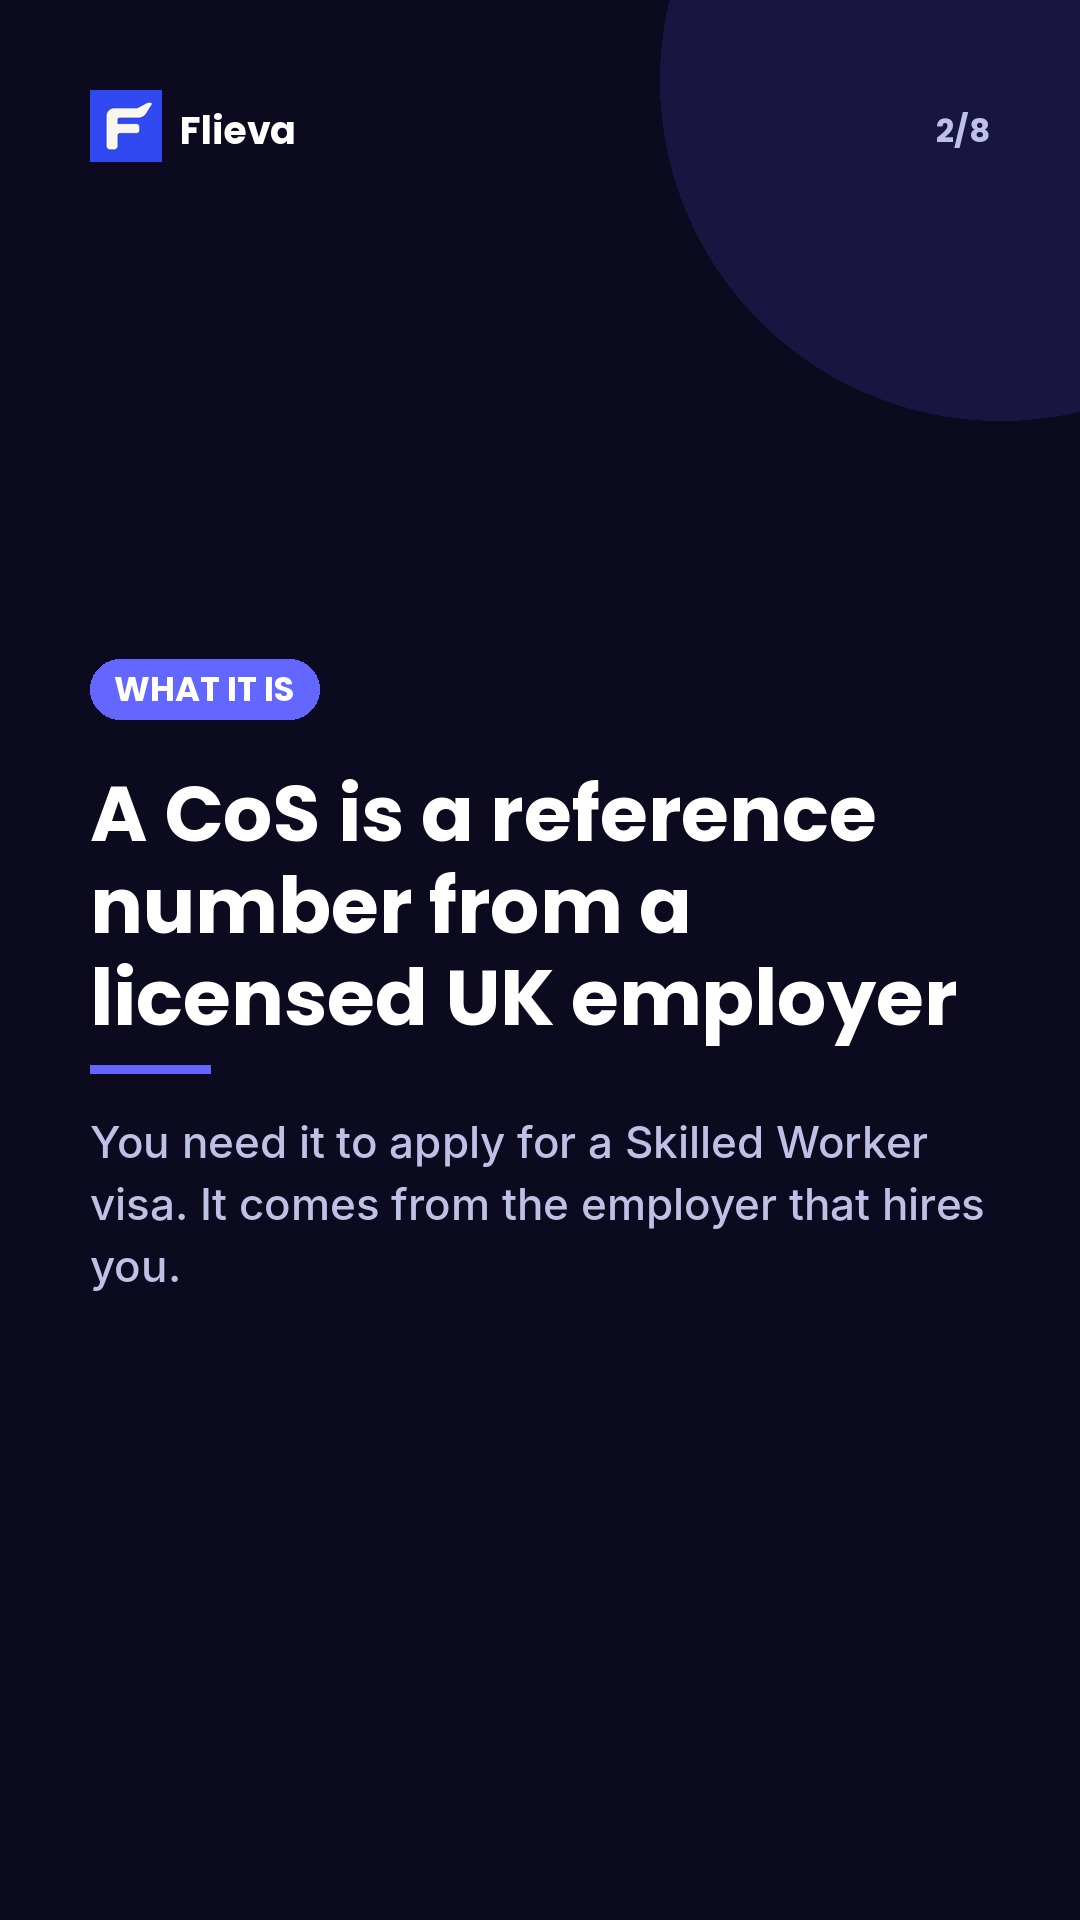 Flieva
2/8
WHAT IT IS
A CoS is a reference
number from a
licensed UK employer
You need it to apply for a Skilled Worker
visa. It comes from the employer that hires
you.